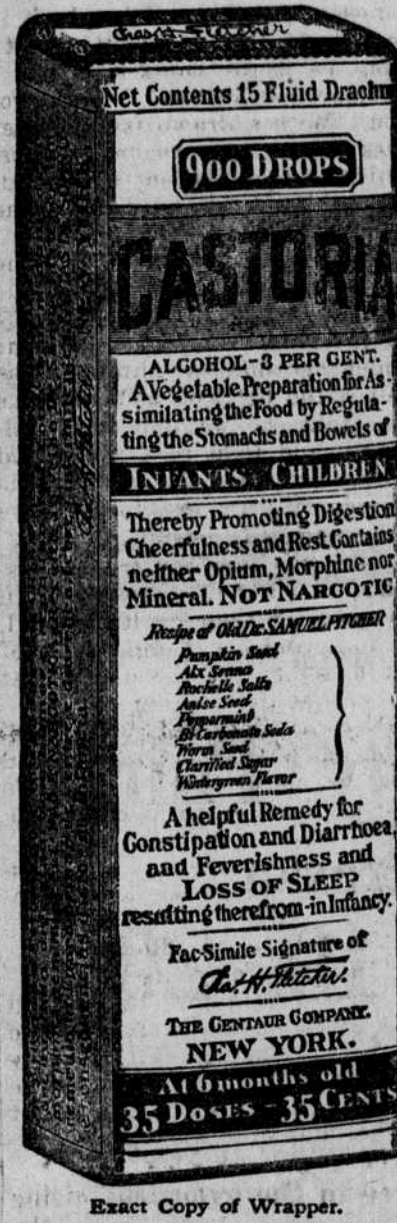 Chas. H. Fletcher
Net Contents 15 Fluid Drachm
900 DROPS
CASTORIA
ALCOHOL-3 PER CENT.
A Vegetable Preparation for As-
similating the Food by Regula-
ting the Stomachs and Bowels of
INFANTS CHILDREN
Thereby Promoting Digestion
Cheerfulness and Rest. Contains
neither Opium, Morphine nor
Mineral. NOT NARCOTIC
Recipe of Old Dr. SAMUEL PITCHER
Pumpkin Seed
Alx Senna
Rochelle Salts
Anise Seed
Peppermint
Bi Carbonate Soda
Worm Seed
Clarified Sugar
Wintergreen Flavor
A helpful Remedy for
Constipation and Diarrhoea,
and Feverishness and
LOSS OF SLEEP
resulting therefrom-in Infancy.
Fac-Simile Signature of
Chas. H. Fletcher.
THE CENTAUR COMPANY.
NEW YORK.
At 6 months old
35 DOSES - 35 CENTS
Exact Copy of Wrapper.